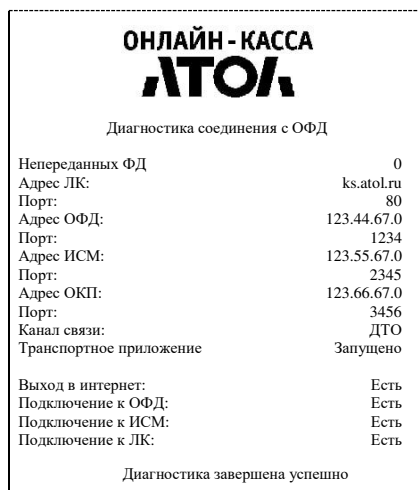 ОНЛАЙН-КАССА
АТОЛ
Диагностика соединения с ОФД
Непереданных ФД 0
Адрес ЛК: ks.atol.ru
Порт: 80
Адрес ОФД: 123.44.67.0
Порт: 1234
Адрес ИСМ: 123.55.67.0
Порт: 2345
Адрес ОКП: 123.66.67.0
Порт: 3456
Канал связи: ДТО
Транспортное приложение Запущено
Выход в интернет: Есть
Подключение к ОФД: Есть
Подключение к ИСМ: Есть
Подключение к ЛК: Есть
Диагностика завершена успешно